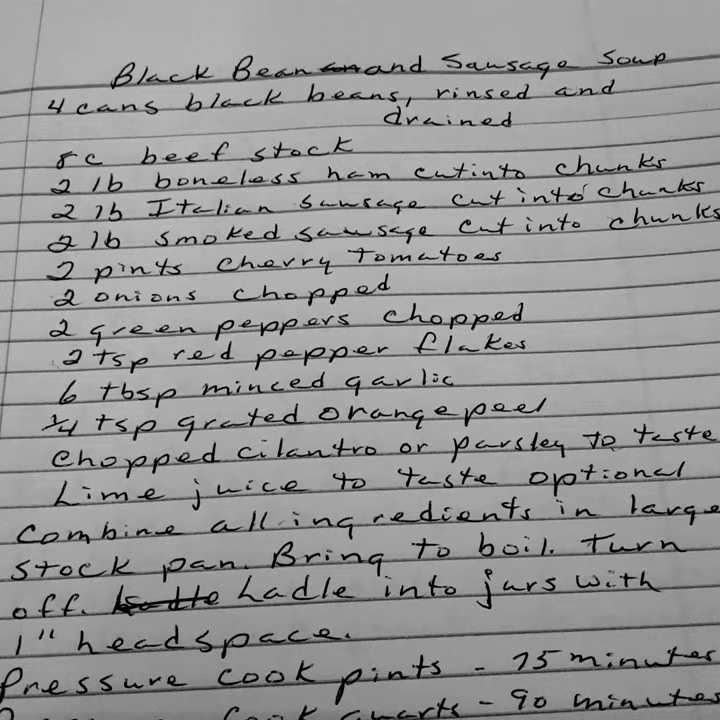 Black Bean and Sausage Soup
4 cans black beans, rinsed and
drained
8 c beef stock
2 lb boneless ham cut into chunks
2 lb Italian sausage cut into chunks
2 lb smoked sausage cut into chunks
2 pints cherry tomatoes
2 onions chopped
2 green peppers chopped
2 tsp red pepper flakes
6 tbsp minced garlic
1/4 tsp grated orange peel
Chopped cilantro or parsley to taste
Lime juice to taste optional
Combine all ingredients in large
stock pan. Bring to boil. Turn
off. Ladle into jars with
1" headspace.
Pressure cook pints - 75 minutes
Cook quarts - 90 minutes